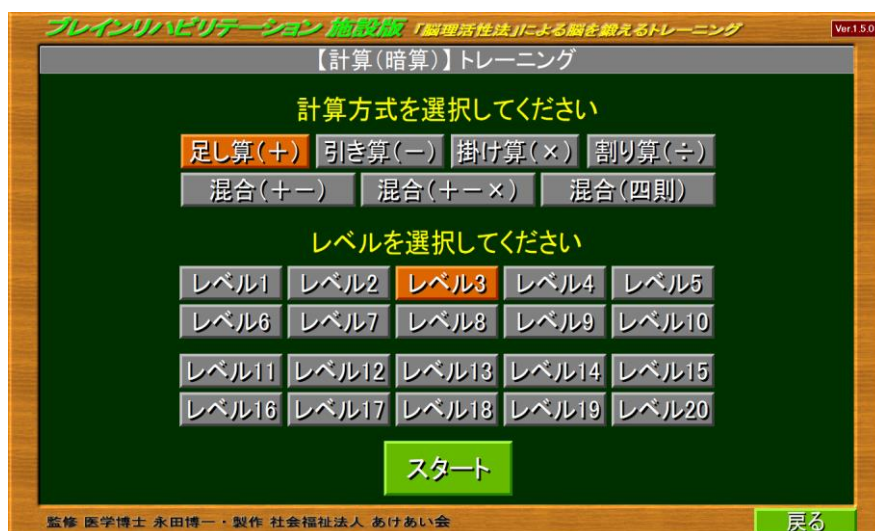 ブレインリハビリテーション 施設版 「脳理活性法」による脳を鍛えるトレーニング Ver.1.5.0
【計算(暗算)】トレーニング
計算方式を選択してください
足し算(＋) 引き算(－) 掛け算(×) 割り算(÷)
混合(＋－) 混合(＋－×) 混合(四則)
レベルを選択してください
レベル1 レベル2 レベル3 レベル4 レベル5
レベル6 レベル7 レベル8 レベル9 レベル10
レベル11 レベル12 レベル13 レベル14 レベル15
レベル16 レベル17 レベル18 レベル19 レベル20
スタート
監修 医学博士 永田博一・製作 社会福祉法人 あけあい会 戻る